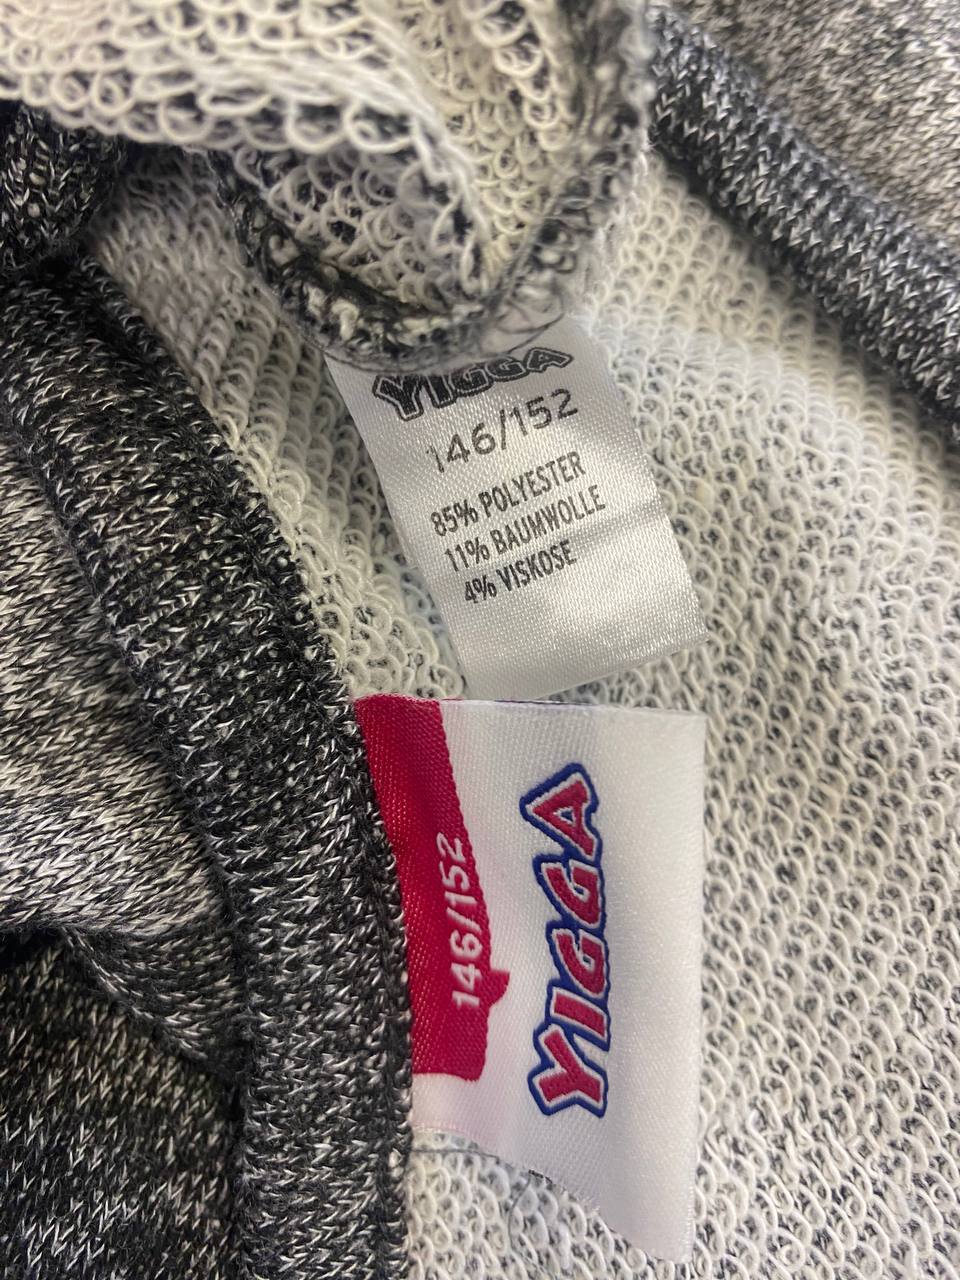 YIGGA
146/152
85% POLYESTER
11% BAUMWOLLE
4% VISKOSE
146/152
YIGGA